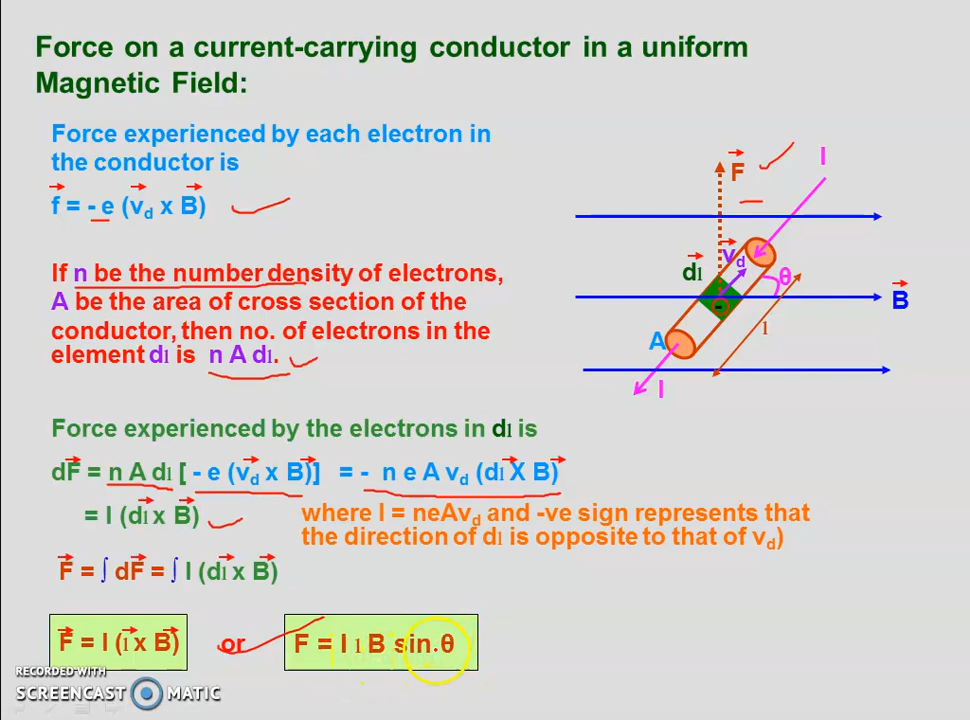 Force on a current-carrying conductor in a uniform
Magnetic Field:
Force experienced by each electron in
the conductor is
f = - e (vd x B)
If n be the number density of electrons,
A be the area of cross section of the
conductor, then no. of electrons in the
element dl is n A dl.
Force experienced by the electrons in dl is
dF = n A dl [ - e (vd x B)] = - n e A vd (dl X B)
= I (dl x B)
where I = neAvd and -ve sign represents that
the direction of dl is opposite to that of vd)
F = ∫ dF = ∫ I (dl x B)
F = I (l x B) or F = I l B sin θ
F
I
vd
dl
θ
B
-
l
A
I
RECORDED WITH
SCREENCAST MATIC